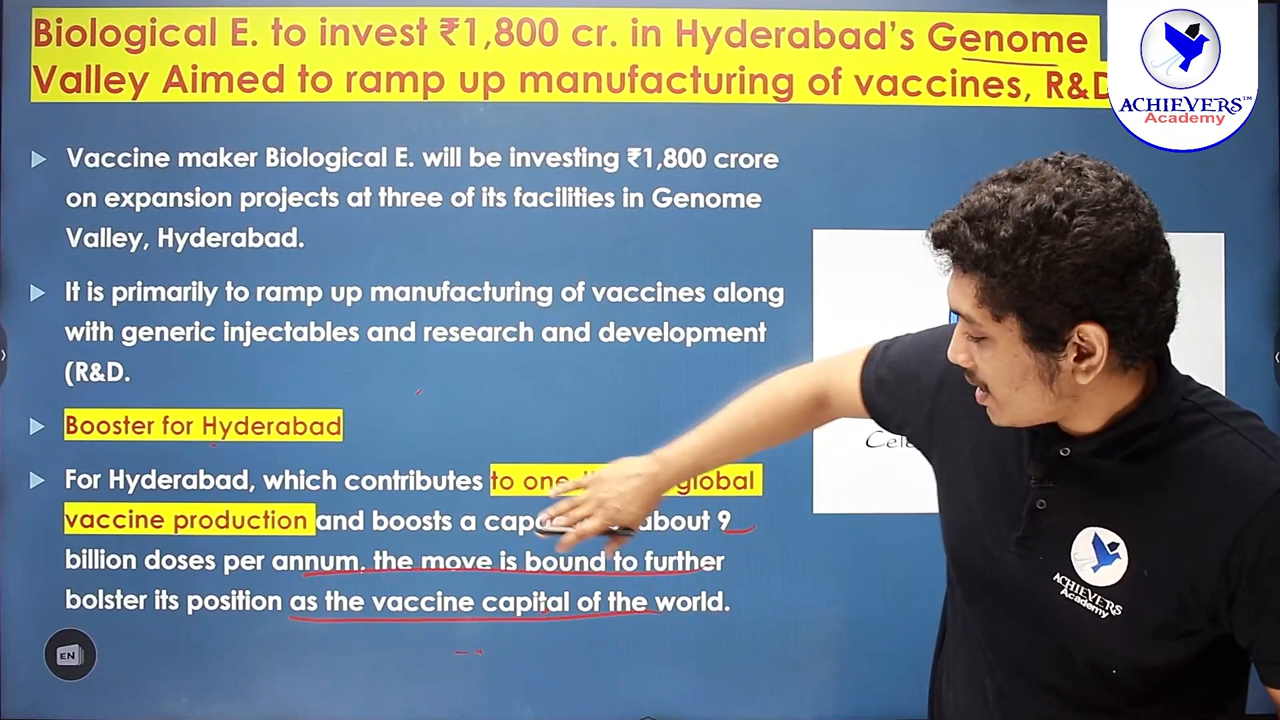 Biological E. to invest ₹1,800 cr. in Hyderabad's Genome
Valley Aimed to ramp up manufacturing of vaccines, R&D
ACHIEVERS™
Academy
Vaccine maker Biological E. will be investing ₹1,800 crore
on expansion projects at three of its facilities in Genome
Valley, Hyderabad.
It is primarily to ramp up manufacturing of vaccines along
with generic injectables and research and development
(R&D.
Booster for Hyderabad
For Hyderabad, which contributes to one global
vaccine production and boosts a about 9
billion doses per annum, the move is bound to further
bolster its position as the vaccine capital of the world.
EN
ACHIEVERS
Academy